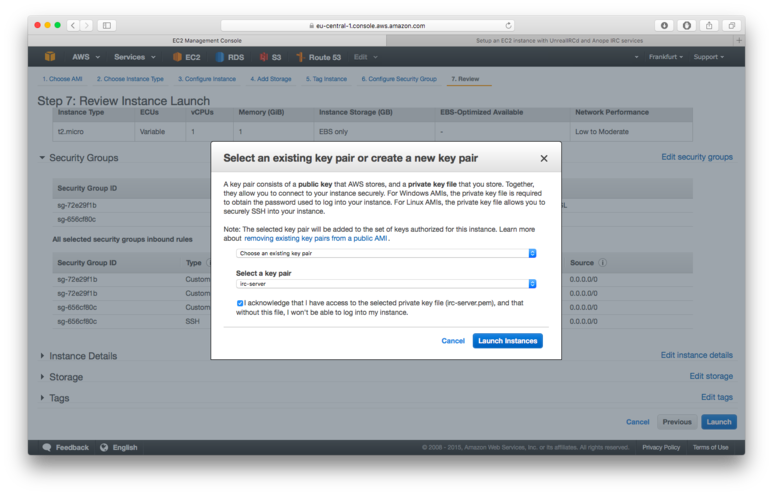 eu-central-1.console.aws.amazon.com
EC2 Management Console
Setup an EC2 instance with UnrealIRCd and Anope IRC services
AWS Services EC2 RDS S3 Route 53 Edit Frankfurt Support
1. Choose AMI 2. Choose Instance Type 3. Configure Instance 4. Add Storage 5. Tag Instance 6. Configure Security Group 7. Review
Step 7: Review Instance Launch
Instance Type ECUs vCPUs Memory (GiB) Instance Storage (GB) EBS-Optimized Available Network Performance
t2.micro Variable 1 1 EBS only - Low to Moderate
Security Groups
Edit security groups
Security Group ID
sg-72e29f1b
sg-656cf80c
All selected security groups inbound rules
Security Group ID Type Source
sg-72e29f1b Custom 0.0.0.0/0
sg-72e29f1b Custom 0.0.0.0/0
sg-656cf80c Custom 0.0.0.0/0
sg-656cf80c SSH 0.0.0.0/0
Select an existing key pair or create a new key pair
A key pair consists of a public key that AWS stores, and a private key file that you store. Together,
they allow you to connect to your instance securely. For Windows AMIs, the private key file is required
to obtain the password used to log into your instance. For Linux AMIs, the private key file allows you to
securely SSH into your instance.
Note: The selected key pair will be added to the set of keys authorized for this instance. Learn more
about removing existing key pairs from a public AMI.
Choose an existing key pair
Select a key pair
irc-server
I acknowledge that I have access to the selected private key file (irc-server.pem), and that
without this file, I won't be able to log into my instance.
Cancel Launch Instances
Instance Details
Edit instance details
Storage
Edit storage
Tags
Edit tags
Cancel Previous Launch
Feedback English © 2008 - 2015, Amazon Web Services, Inc. or its affiliates. All rights reserved. Privacy Policy Terms of Use